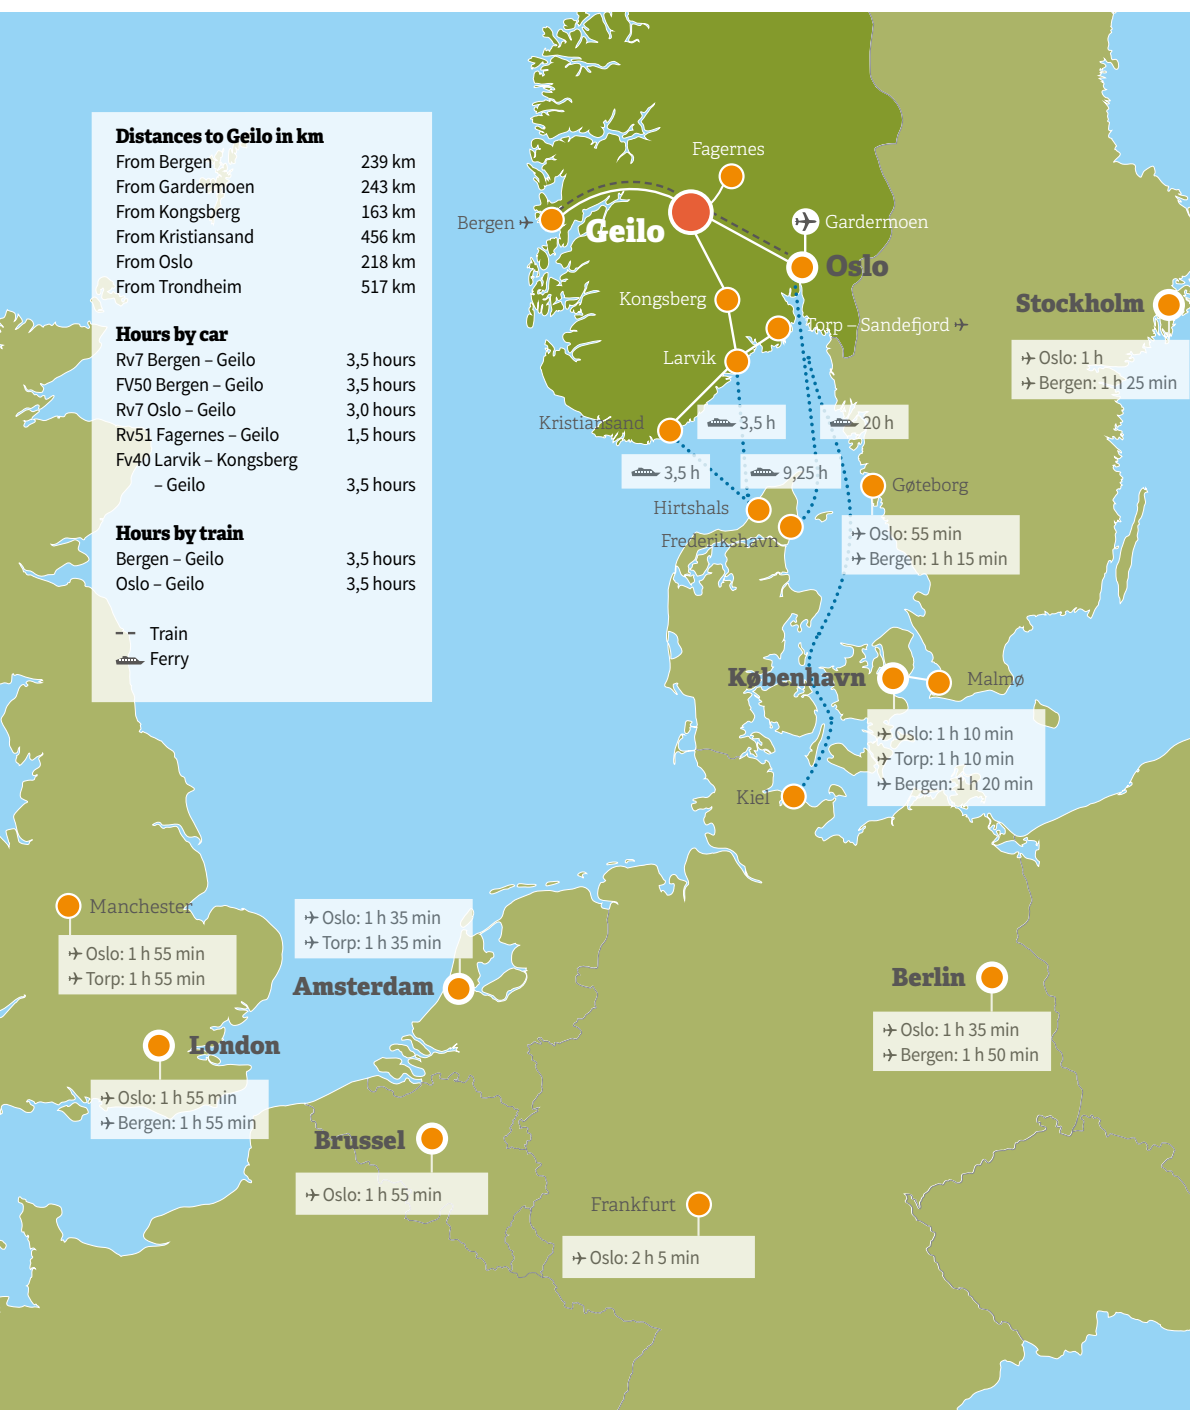 Distances to Geilo in km
From Bergen 239 km
From Gardermoen 243 km
From Kongsberg 163 km
From Kristiansand 456 km
From Oslo 218 km
From Trondheim 517 km
Hours by car
Rv7 Bergen – Geilo 3,5 hours
FV50 Bergen – Geilo 3,5 hours
Rv7 Oslo – Geilo 3,0 hours
Rv51 Fagernes – Geilo 1,5 hours
Fv40 Larvik – Kongsberg
– Geilo 3,5 hours
Hours by train
Bergen – Geilo 3,5 hours
Oslo – Geilo 3,5 hours
Train
Ferry
Fagernes
Bergen
Geilo
Gardermoen
Oslo
Kongsberg
Torp – Sandefjord
Larvik
Kristiansand
3,5 h
20 h
3,5 h
9,25 h
Hirtshals
Frederikshavn
Stockholm
Oslo: 1 h
Bergen: 1 h 25 min
Gøteborg
Oslo: 55 min
Bergen: 1 h 15 min
København
Malmø
Oslo: 1 h 10 min
Torp: 1 h 10 min
Bergen: 1 h 20 min
Kiel
Manchester
Oslo: 1 h 55 min
Torp: 1 h 55 min
Oslo: 1 h 35 min
Torp: 1 h 35 min
Amsterdam
Berlin
Oslo: 1 h 35 min
Bergen: 1 h 50 min
London
Oslo: 1 h 55 min
Bergen: 1 h 55 min
Brussel
Oslo: 1 h 55 min
Frankfurt
Oslo: 2 h 5 min